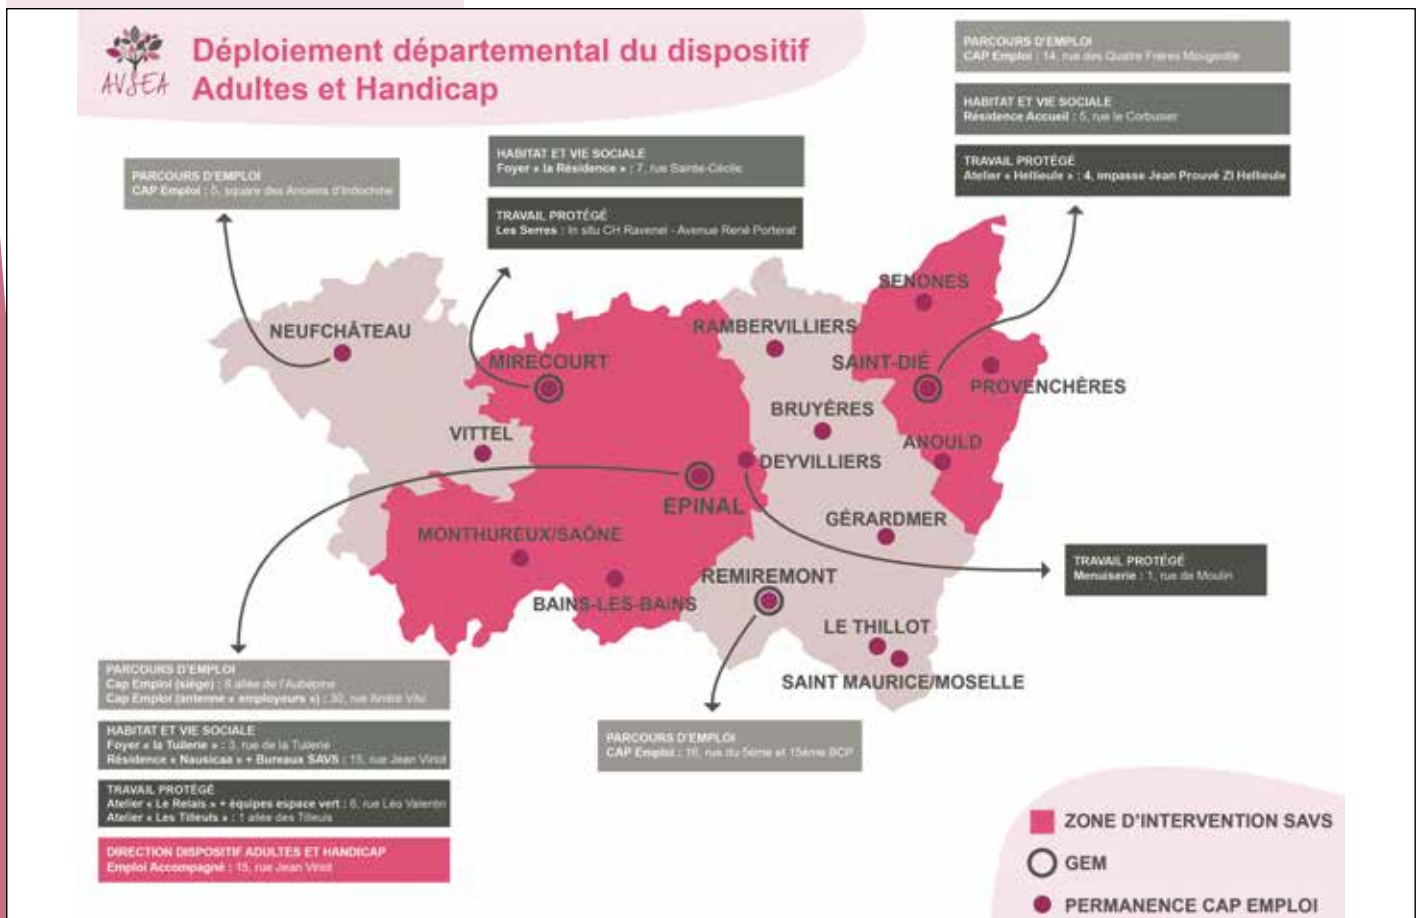 AVSEA
Déploiement départemental du dispositif
Adultes et Handicap
PARCOURS D'EMPLOI
CAP Emploi : 14, rue des Quatre Frères Mougeotte
HABITAT ET VIE SOCIALE
Résidence Accueil : 5, rue le Corbusier
TRAVAIL PROTÉGÉ
Atelier « Hellieule » : 4, impasse Jean Prouvé ZI Hellieule
HABITAT ET VIE SOCIALE
Foyer « la Résidence » : 7, rue Sainte-Cécile
TRAVAIL PROTÉGÉ
Les Serres : In situ CH Ravenel - Avenue René Porterat
PARCOURS D'EMPLOI
CAP Emploi : 5, square des Anciens d'Indochine
SENONES
NEUFCHÂTEAU
RAMBERVILLIERS
MIRECOURT
SAINT-DIÉ
PROVENCHÈRES
BRUYÈRES
VITTEL
ANOULD
DEYVILLIERS
EPINAL
GÉRARDMER
MONTHUREUX/SAÔNE
REMIREMONT
BAINS-LES-BAINS
LE THILLOT
SAINT MAURICE/MOSELLE
TRAVAIL PROTÉGÉ
Menuiserie : 1, rue de Moulin
PARCOURS D'EMPLOI
Cap Emploi (siège) : 8 allée de l'Aubépine
Cap Emploi (antenne « employeurs ») : 30, rue André Vitu
HABITAT ET VIE SOCIALE
Foyer « la Tuilerie » : 3, rue de la Tuilerie
Résidence « Nausicaa » + Bureaux SAVS : 15, rue Jean Viriot
TRAVAIL PROTÉGÉ
Atelier « Le Relais » + équipes espace vert : 6, rue Léo Valentin
Atelier « Les Tilleuls » : 1 allée des Tilleuls
DIRECTION DISPOSITIF ADULTES ET HANDICAP
Emploi Accompagné : 15, rue Jean Viriot
PARCOURS D'EMPLOI
CAP Emploi : 16, rue du 5ème et 15ème BCP
ZONE D'INTERVENTION SAVS
GEM
PERMANENCE CAP EMPLOI